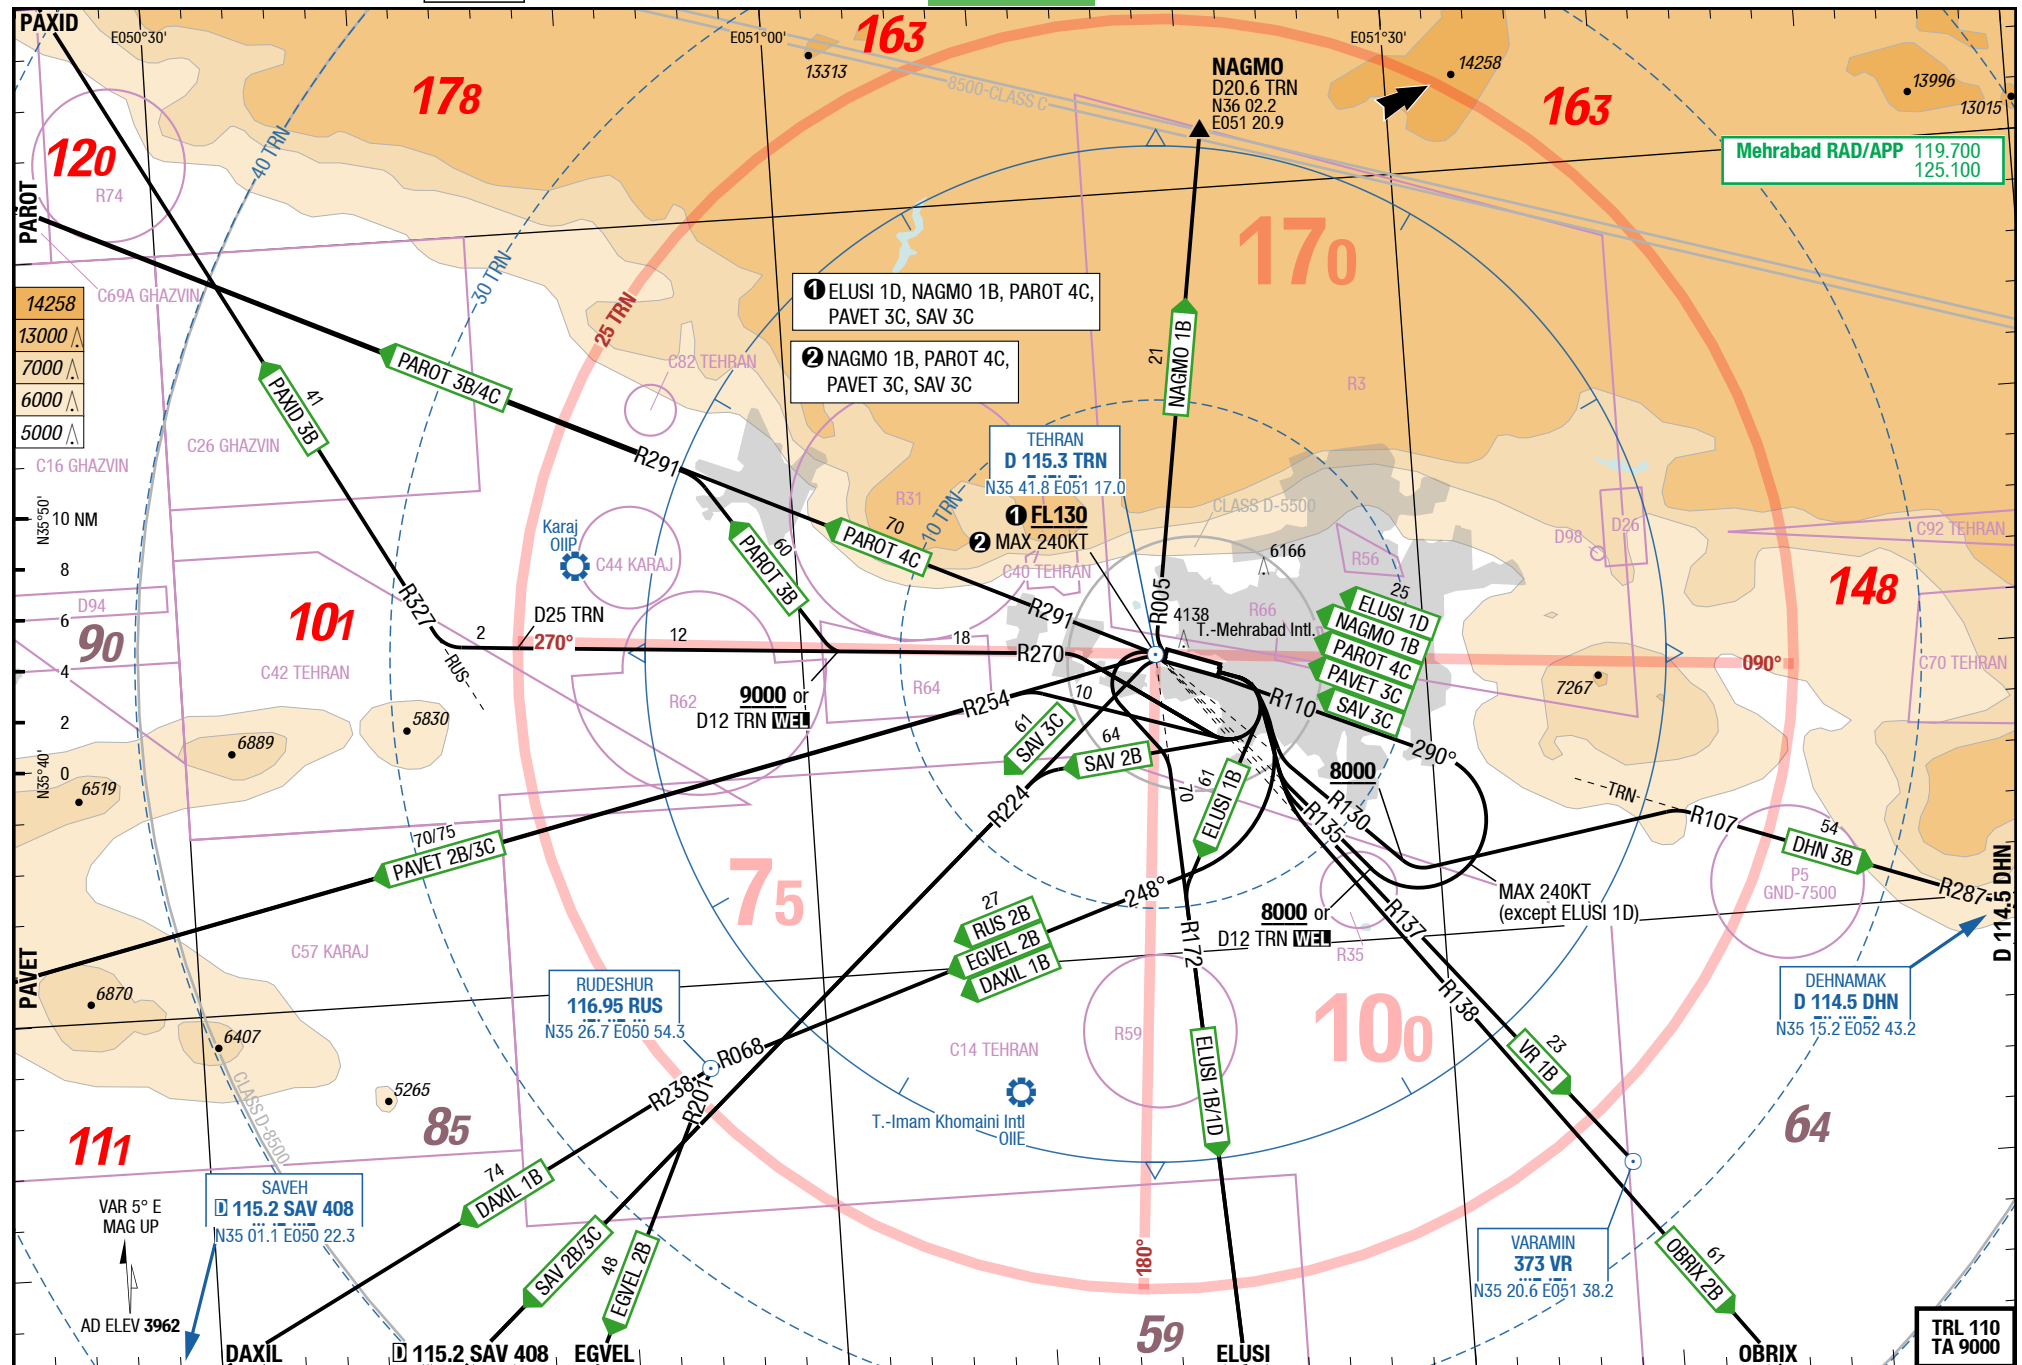 PAXID
E050°30'
E051°00'
E051°30'
163
178
13313
8500-CLASS C
NAGMO
D20.6 TRN
N36 02.2
E051 20.9
14258
163
13996
13015
120
R74
40 TRN
Mehrabad RAD/APP 119.700
125.100
PAROT
30 TRN
170
C69A GHAZVIN
14258
13000
7000
6000
5000
25 TRN
1 ELUSI 1D, NAGMO 1B, PAROT 4C,
PAVET 3C, SAV 3C
2 NAGMO 1B, PAROT 4C,
PAVET 3C, SAV 3C
21
NAGMO 1B
PAROT 3B/4C
C82 TEHRAN
R3
41
PAXID 3B
C26 GHAZVIN
C16 GHAZVIN
R291
TEHRAN
D 115.3 TRN
N35 41.8 E051 17.0
1 FL130
2 MAX 240KT
R31
10 TRN
CLASS D-5500
N35°50'
10 NM
8
6
4
2
0
N35°40'
Karaj
OIIP
C44 KARAJ
60
PAROT 3B
70
PAROT 4C
C40 TEHRAN
6166
R56
D98
D26
C92 TEHRAN
D94
90
101
R327
D25 TRN
R291
R005
4138
R66
T.-Mehrabad Intl.
25
ELUSI 1D
NAGMO 1B
PAROT 4C
PAVET 3C
SAV 3C
148
2
270°
12
18
R270
090°
C70 TEHRAN
C42 TEHRAN
RUS
R62
9000 or
D12 TRN WEL
R64
R254
10
R110
290°
7267
5830
6889
6519
61
SAV 3C
64
SAV 2B
61
ELUSI 1B
70
8000
TRN
R107
R224
R130
R135
54
DHN 3B
70/75
PAVET 2B/3C
75
P5
GND-7500
R287
D 114.5 DHN
248°
MAX 240KT
(except ELUSI 1D)
8000 or
D12 TRN WEL
R35
R137
27
RUS 2B
EGVEL 2B
DAXIL 1B
R172
PAVET
C57 KARAJ
6870
RUDESHUR
116.95 RUS
N35 26.7 E050 54.3
R138
DEHNAMAK
D 114.5 DHN
N35 15.2 E052 43.2
6407
R59
C14 TEHRAN
100
R068
R238
R201
23
VR 1B
CLASS D-8500
5265
85
111
T.-Imam Khomaini Intl
OIIE
ELUSI 1B/1D
64
74
DAXIL 1B
VAR 5° E
MAG UP
SAVEH
D 115.2 SAV 408
N35 01.1 E050 22.3
SAV 2B/3C
48
EGVEL 2B
180°
VARAMIN
373 VR
N35 20.6 E051 38.2
61
OBRIX 2B
AD ELEV 3962
59
TRL 110
TA 9000
DAXIL
D 115.2 SAV 408
EGVEL
ELUSI
OBRIX